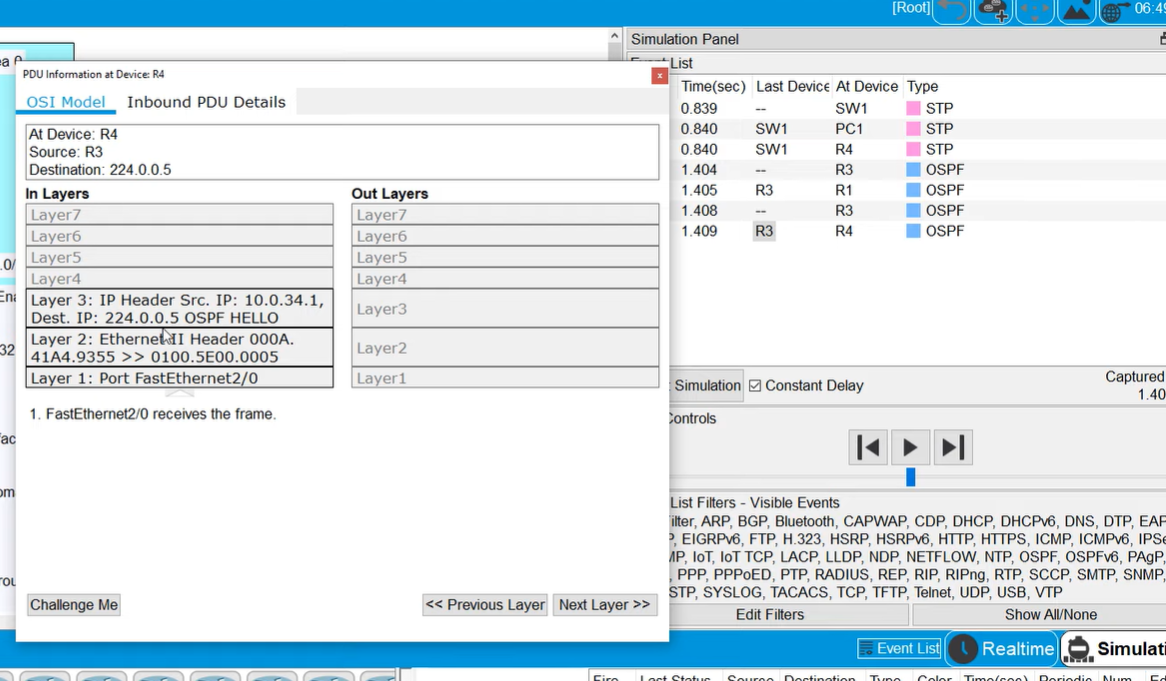 [Root]
06:49
ea 0
Simulation Panel
Event List
PDU Information at Device: R4
x
OSI Model Inbound PDU Details
At Device: R4
Source: R3
Destination: 224.0.0.5
In Layers Out Layers
Layer7 Layer7
Layer6 Layer6
Layer5 Layer5
Layer4 Layer4
Layer 3: IP Header Src. IP: 10.0.34.1,
Dest. IP: 224.0.0.5 OSPF HELLO
Layer3
Layer 2: Ethernet II Header 000A.
41A4.9355 >> 0100.5E00.0005
Layer2
Layer 1: Port FastEthernet2/0 Layer1
1. FastEthernet2/0 receives the frame.
Challenge Me << Previous Layer Next Layer >>
Time(sec) Last Device At Device Type
0.839 -- SW1 STP
0.840 SW1 PC1 STP
0.840 SW1 R4 STP
1.404 -- R3 OSPF
1.405 R3 R1 OSPF
1.408 -- R3 OSPF
1.409 R3 R4 OSPF
Simulation Constant Delay Captured
1.40
Controls
List Filters - Visible Events
ilter, ARP, BGP, Bluetooth, CAPWAP, CDP, DHCP, DHCPv6, DNS, DTP, EAP
P, EIGRPv6, FTP, H.323, HSRP, HSRPv6, HTTP, HTTPS, ICMP, ICMPv6, IPSe
MP, IoT, IoT TCP, LACP, LLDP, NDP, NETFLOW, NTP, OSPF, OSPFv6, PAgP,
, PPP, PPPoED, PTP, RADIUS, REP, RIP, RIPng, RTP, SCCP, SMTP, SNMP,
STP, SYSLOG, TACACS, TCP, TFTP, Telnet, UDP, USB, VTP
Edit Filters Show All/None
Event List Realtime Simulati
Fire Last Status Source Destination Type Color Time(sec) Periodic Num Ed